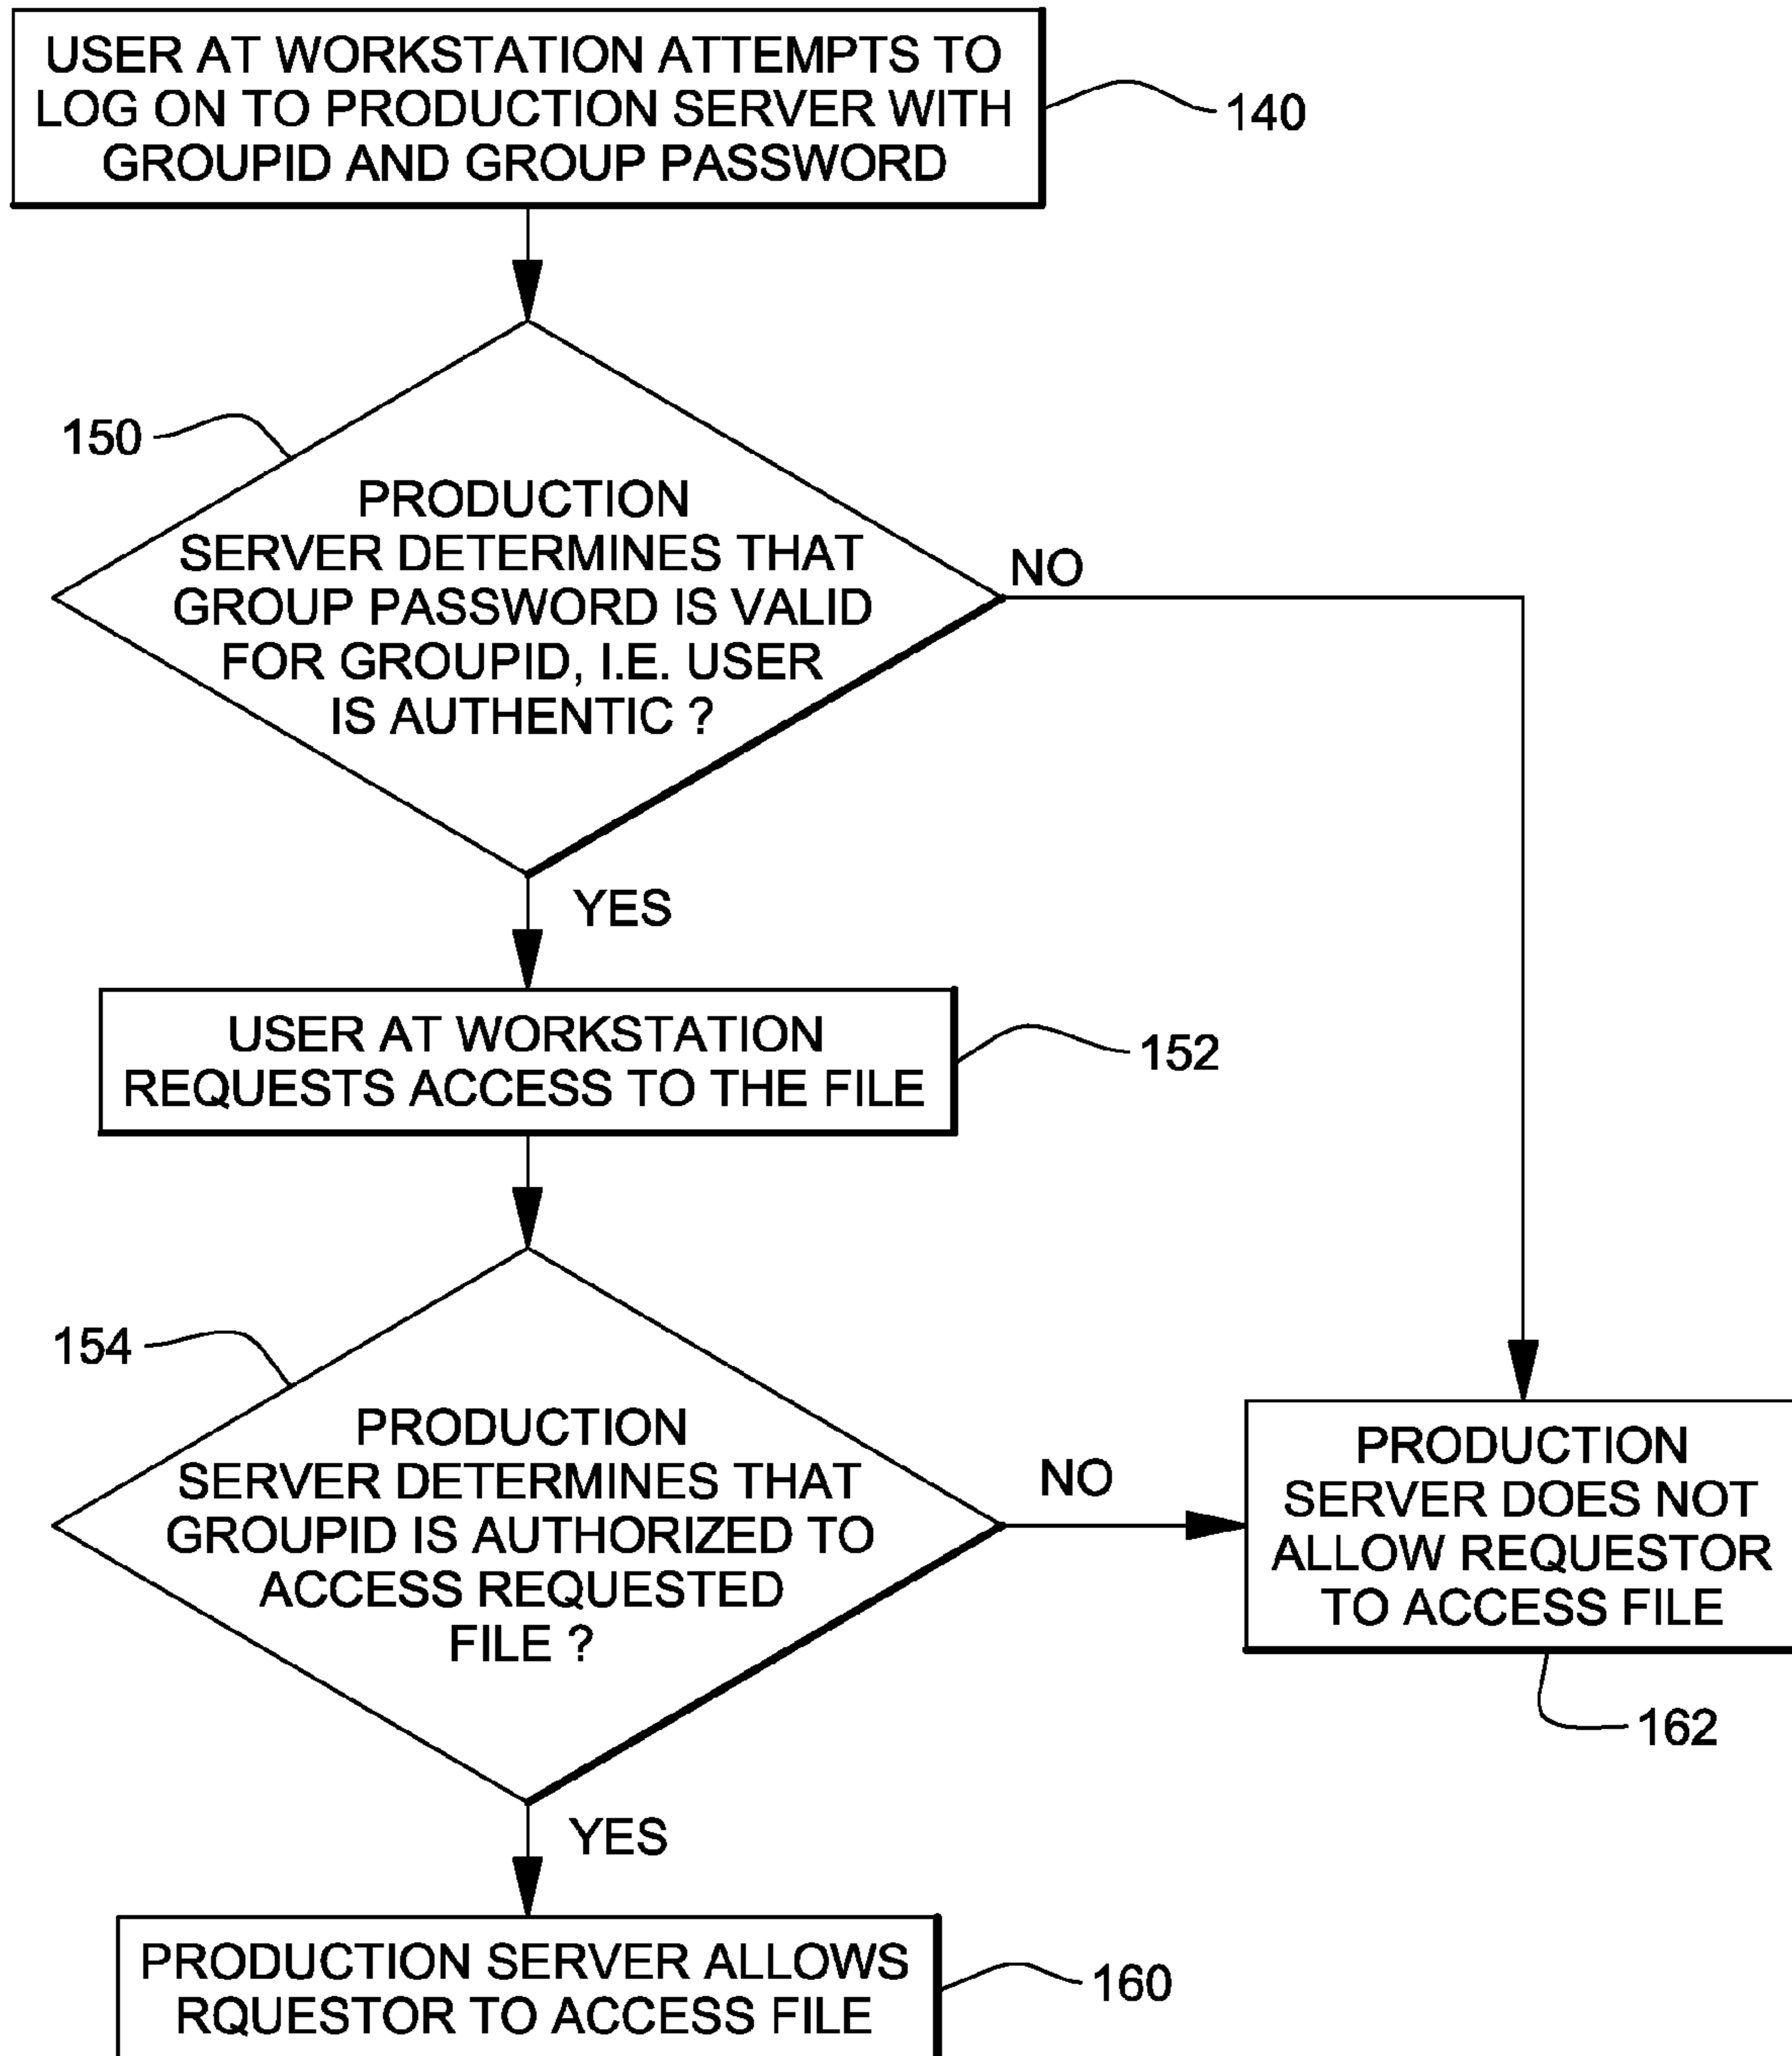 USER AT WORKSTATION ATTEMPTS TO
LOG ON TO PRODUCTION SERVER WITH
GROUPID AND GROUP PASSWORD
140
150
PRODUCTION
SERVER DETERMINES THAT
GROUP PASSWORD IS VALID
FOR GROUPID, I.E. USER
IS AUTHENTIC ?
NO
YES
USER AT WORKSTATION
REQUESTS ACCESS TO THE FILE
152
154
PRODUCTION
SERVER DETERMINES THAT
GROUPID IS AUTHORIZED TO
ACCESS REQUESTED
FILE ?
NO
PRODUCTION
SERVER DOES NOT
ALLOW REQUESTOR
TO ACCESS FILE
162
YES
PRODUCTION SERVER ALLOWS
RQUESTOR TO ACCESS FILE
160